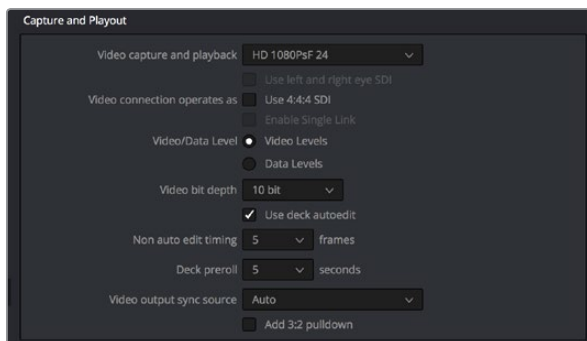 Capture and Playout
Video capture and playback HD 1080PsF 24
Use left and right eye SDI
Video connection operates as Use 4:4:4 SDI
Enable Single Link
Video/Data Level Video Levels
Data Levels
Video bit depth 10 bit
Use deck autoedit
Non auto edit timing 5 frames
Deck preroll 5 seconds
Video output sync source Auto
Add 3:2 pulldown